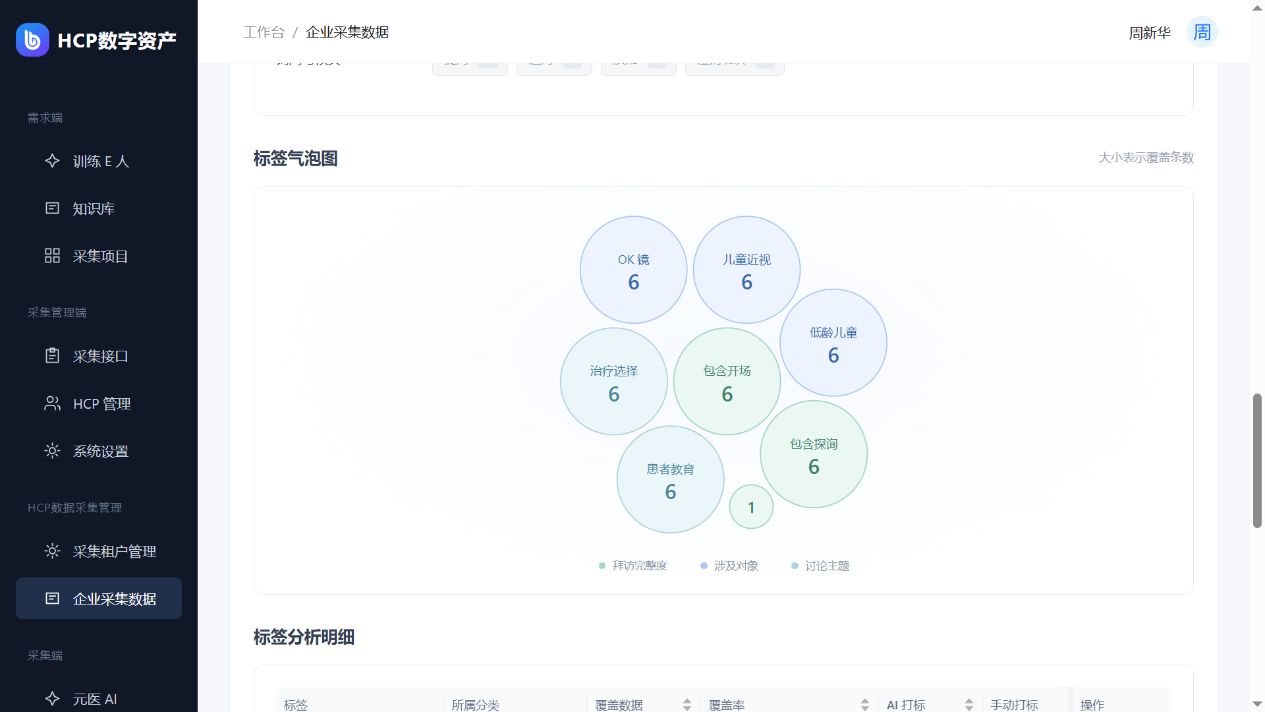 HCP数字资产
工作台 / 企业采集数据
周新华 周
需求端
训练 E 人
知识库
采集项目
采集管理端
采集接口
HCP 管理
系统设置
HCP数据采集管理
采集租户管理
企业采集数据
采集端
元医 AI
标签气泡图
大小表示覆盖条数
OK 镜
6
儿童近视
6
低龄儿童
6
治疗选择
6
包含开场
6
包含探询
6
患者教育
6
1
拜访完整度 涉及对象 讨论主题
标签分析明细
标签 所属分类 覆盖数据 覆盖率 AI 打标 手动打标 操作